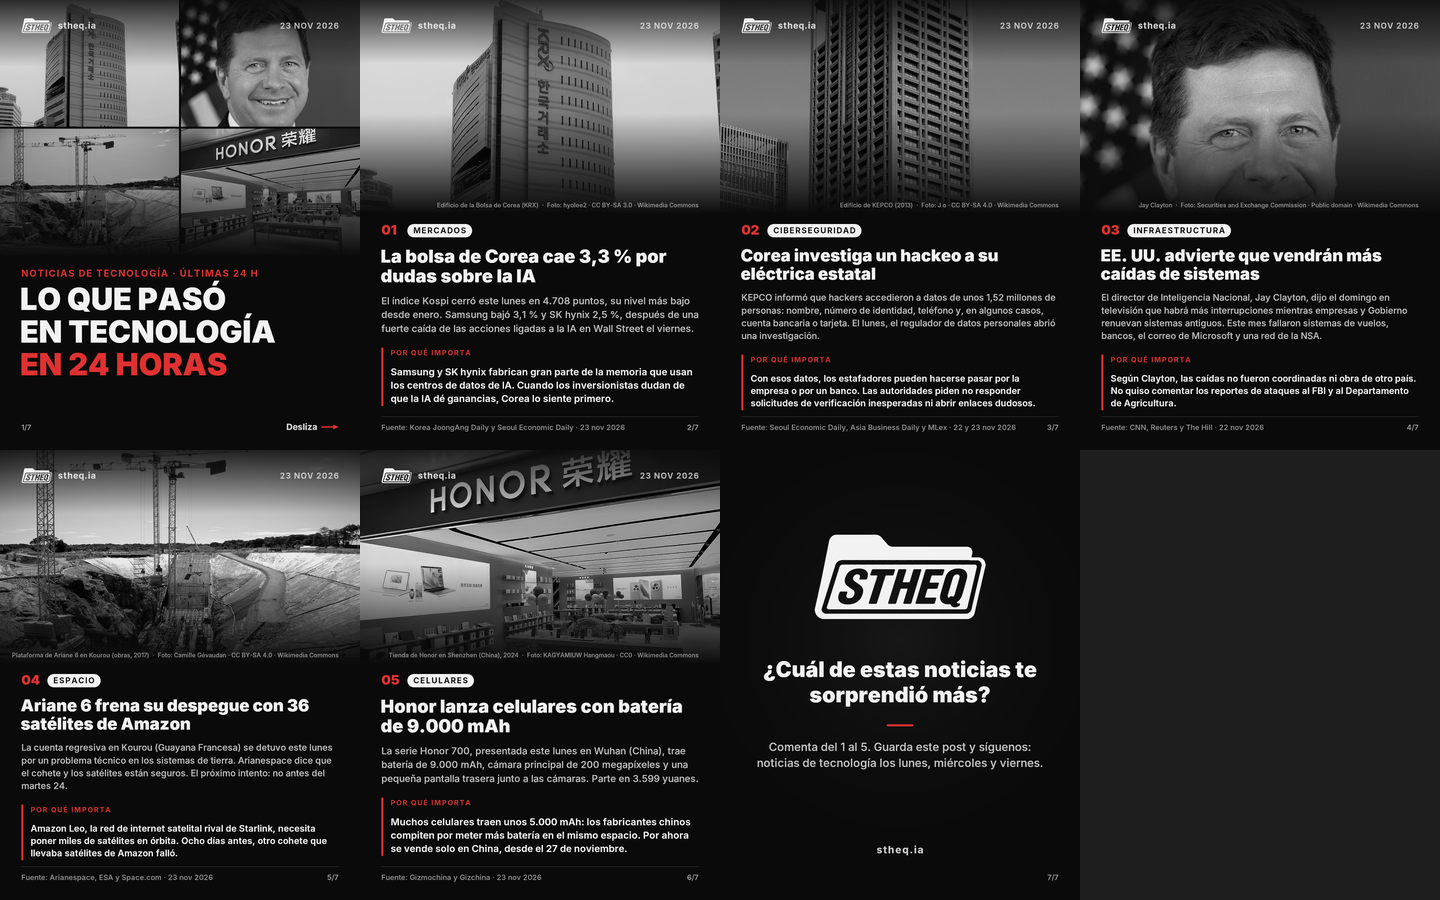 STHEQ stheq.ia 23 NOV 2026
HONOR 荣耀
NOTICIAS DE TECNOLOGÍA · ÚLTIMAS 24 H
LO QUE PASÓ
EN TECNOLOGÍA
EN 24 HORAS
1/7 Desliza
STHEQ stheq.ia 23 NOV 2026
KRX 한국거래소
Edificio de la Bolsa de Corea (KRX) · Foto: hyolee2 · CC BY-SA 3.0 · Wikimedia Commons
01 MERCADOS
La bolsa de Corea cae 3,3 % por
dudas sobre la IA
El índice Kospi cerró este lunes en 4.708 puntos, su nivel más bajo
desde enero. Samsung bajó 3,1 % y SK hynix 2,5 %, después de una
fuerte caída de las acciones ligadas a la IA en Wall Street el viernes.
POR QUÉ IMPORTA
Samsung y SK hynix fabrican gran parte de la memoria que usan
los centros de datos de IA. Cuando los inversionistas dudan de
que la IA dé ganancias, Corea lo siente primero.
Fuente: Korea JoongAng Daily y Seoul Economic Daily · 23 nov 2026 2/7
STHEQ stheq.ia 23 NOV 2026
Edificio de KEPCO (2013) · Foto: J o · CC BY-SA 4.0 · Wikimedia Commons
02 CIBERSEGURIDAD
Corea investiga un hackeo a su
eléctrica estatal
KEPCO informó que hackers accedieron a datos de unos 1,52 millones de
personas: nombre, número de identidad, teléfono y, en algunos casos,
cuenta bancaria o tarjeta. El lunes, el regulador de datos personales abrió
una investigación.
POR QUÉ IMPORTA
Con esos datos, los estafadores pueden hacerse pasar por la
empresa o por un banco. Las autoridades piden no responder
solicitudes de verificación inesperadas ni abrir enlaces dudosos.
Fuente: Seoul Economic Daily, Asia Business Daily y MLex · 22 y 23 nov 2026 3/7
STHEQ stheq.ia 23 NOV 2026
Jay Clayton · Foto: Securities and Exchange Commission · Public domain · Wikimedia Commons
03 INFRAESTRUCTURA
EE. UU. advierte que vendrán más
caídas de sistemas
El director de Inteligencia Nacional, Jay Clayton, dijo el domingo en
televisión que habrá más interrupciones mientras empresas y Gobierno
renuevan sistemas antiguos. Este mes fallaron sistemas de vuelos,
bancos, el correo de Microsoft y una red de la NSA.
POR QUÉ IMPORTA
Según Clayton, las caídas no fueron coordinadas ni obra de otro país.
No quiso comentar los reportes de ataques al FBI y al Departamento
de Agricultura.
Fuente: CNN, Reuters y The Hill · 22 nov 2026 4/7
STHEQ stheq.ia 23 NOV 2026
Plataforma de Ariane 6 en Kourou (obras, 2017) · Foto: Camille Gévaudan · CC BY-SA 4.0 · Wikimedia Commons
04 ESPACIO
Ariane 6 frena su despegue con 36
satélites de Amazon
La cuenta regresiva en Kourou (Guayana Francesa) se detuvo este lunes
por un problema técnico en los sistemas de tierra. Arianespace dice que
el cohete y los satélites están seguros. El próximo intento: no antes del
martes 24.
POR QUÉ IMPORTA
Amazon Leo, la red de internet satelital rival de Starlink, necesita
poner miles de satélites en órbita. Ocho días antes, otro cohete que
llevaba satélites de Amazon falló.
Fuente: Arianespace, ESA y Space.com · 23 nov 2026 5/7
STHEQ stheq.ia 23 NOV 2026
HONOR 荣耀
Tienda de Honor en Shenzhen (China), 2024 · Foto: KAGYAMIUW Hangmaou · CC0 · Wikimedia Commons
05 CELULARES
Honor lanza celulares con batería
de 9.000 mAh
La serie Honor 700, presentada este lunes en Wuhan (China), trae
batería de 9.000 mAh, cámara principal de 200 megapíxeles y una
pequeña pantalla trasera junto a las cámaras. Parte en 3.599 yuanes.
POR QUÉ IMPORTA
Muchos celulares traen unos 5.000 mAh: los fabricantes chinos
compiten por meter más batería en el mismo espacio. Por ahora
se vende solo en China, desde el 27 de noviembre.
Fuente: Gizmochina y Gizchina · 23 nov 2026 6/7
STHEQ
¿Cuál de estas noticias te
sorprendió más?
Comenta del 1 al 5. Guarda este post y síguenos:
noticias de tecnología los lunes, miércoles y viernes.
stheq.ia
7/7